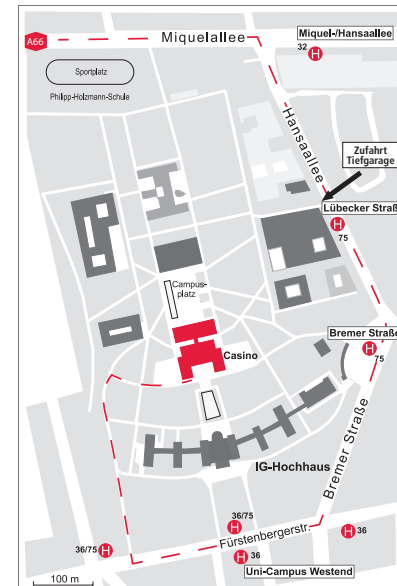 A66
Miquelallee
Miquel-/Hansaallee
32
H
Sportplatz
Philipp-Holzmann-Schule
Hansaallee
Zufahrt
Tiefgarage
Lübecker Straß
H
75
Campus-
platz
Casino
Bremer Straße
H
75
IG-Hochhaus
Bremer Straße
36/75
H
Fürstenbergerstr.
H
36
36/75
H
H
36
Uni-Campus Westend
100 m